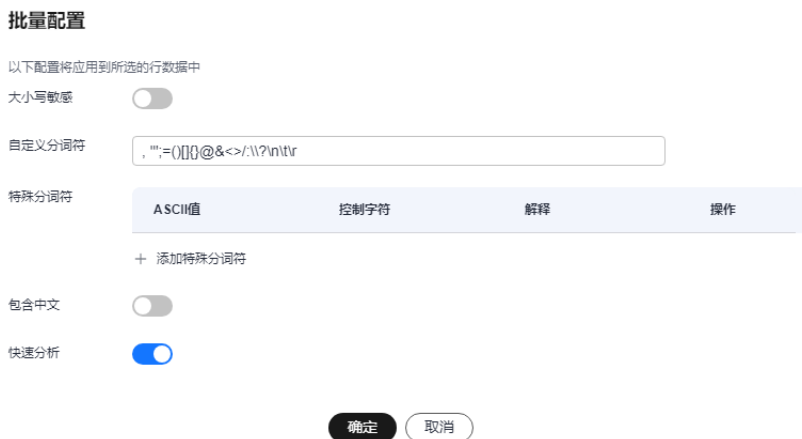 批量配置
以下配置将应用到所选的行数据中
大小写敏感
自定义分词符
, '";=()[]{}@&<>/:\\?\n\t\r
特殊分词符
ASCII值 控制字符 解释 操作
＋ 添加特殊分词符
包含中文
快速分析
确定 取消